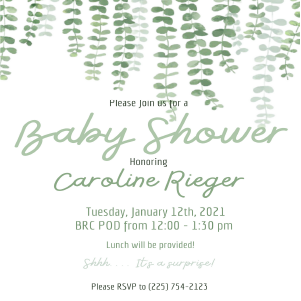 Please Join us for a
Baby Shower
Honoring
Caroline Rieger
Tuesday, January 12th, 2021
BRC POD from 12:00 - 1:30 pm
Lunch will be provided!
Shhh . . . It's a surprise!
Please RSVP to (225) 754-2123